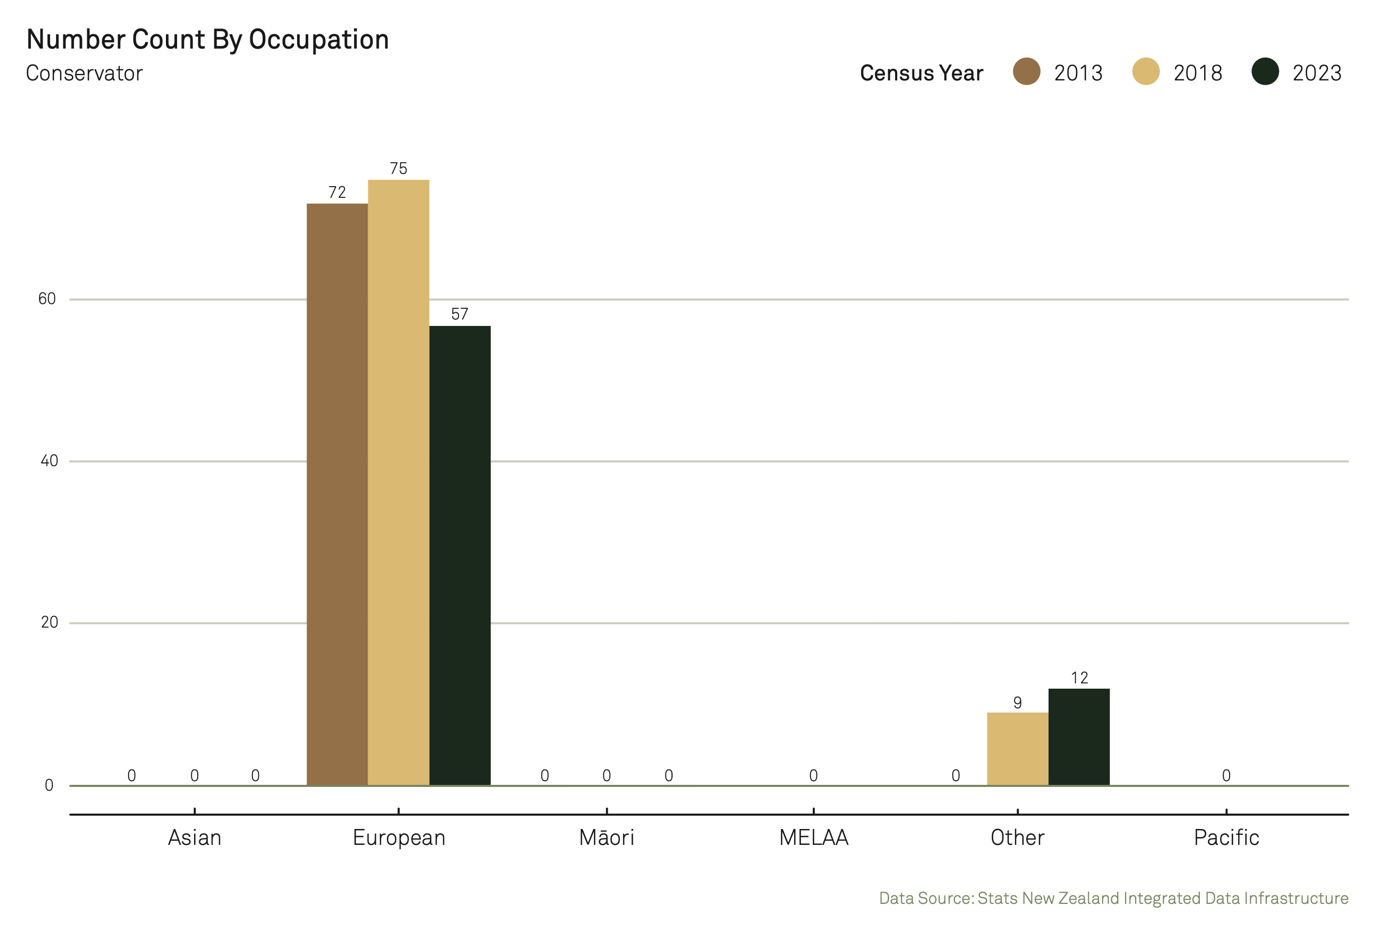 Number Count By Occupation
Conservator
Census Year 2013 2018 2023
75
72
60
57
40
20
12
9
0 0 0 0 0 0 0 0 0 0
Asian European Māori MELAA Other Pacific
Data Source: Stats New Zealand Integrated Data Infrastructure